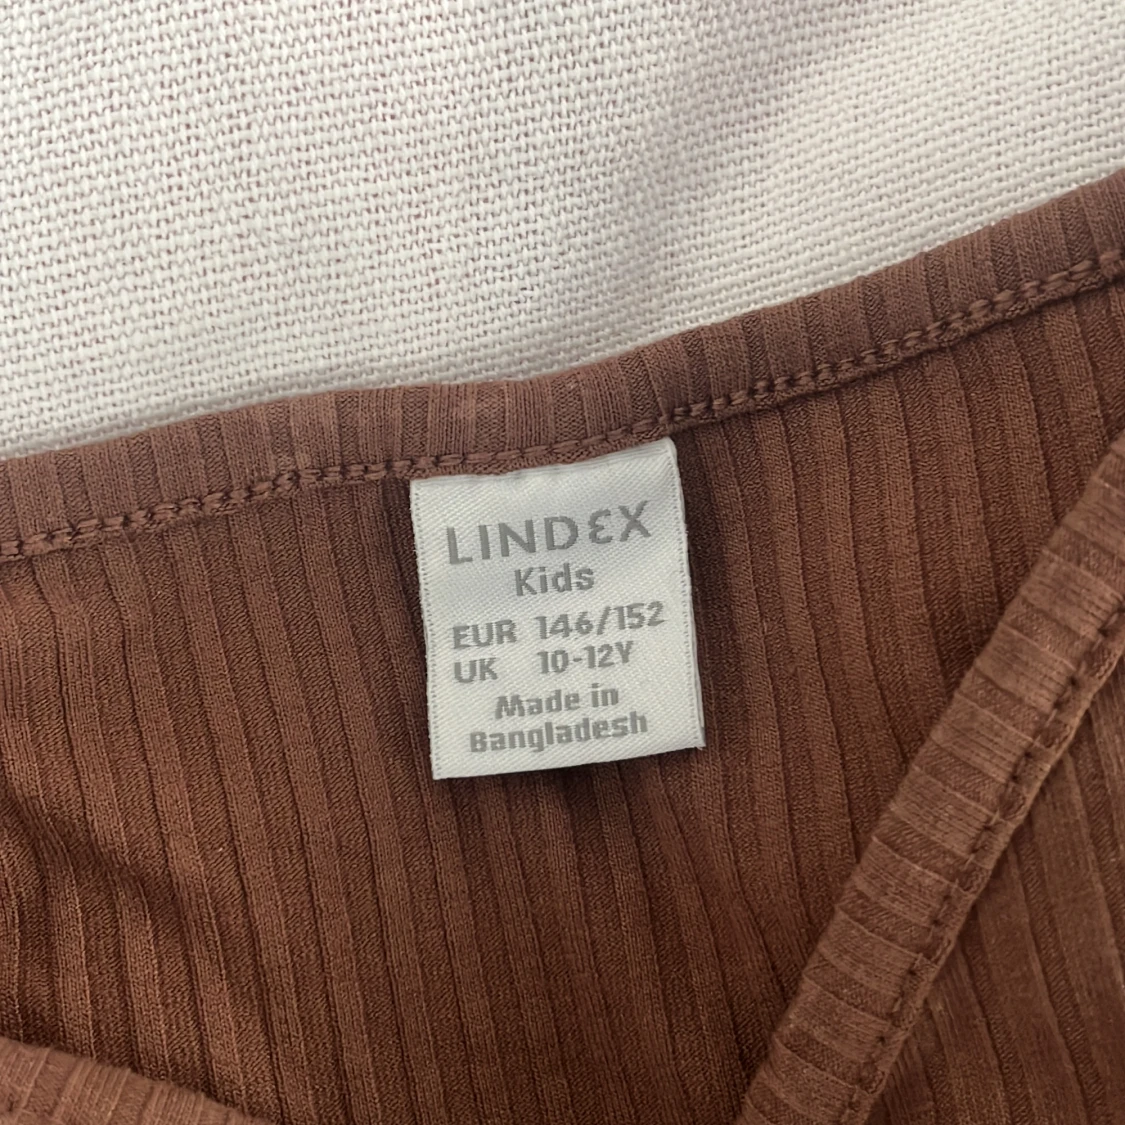 LINDEX
Kids
EUR 146/152
UK 10-12Y
Made in
Bangladesh